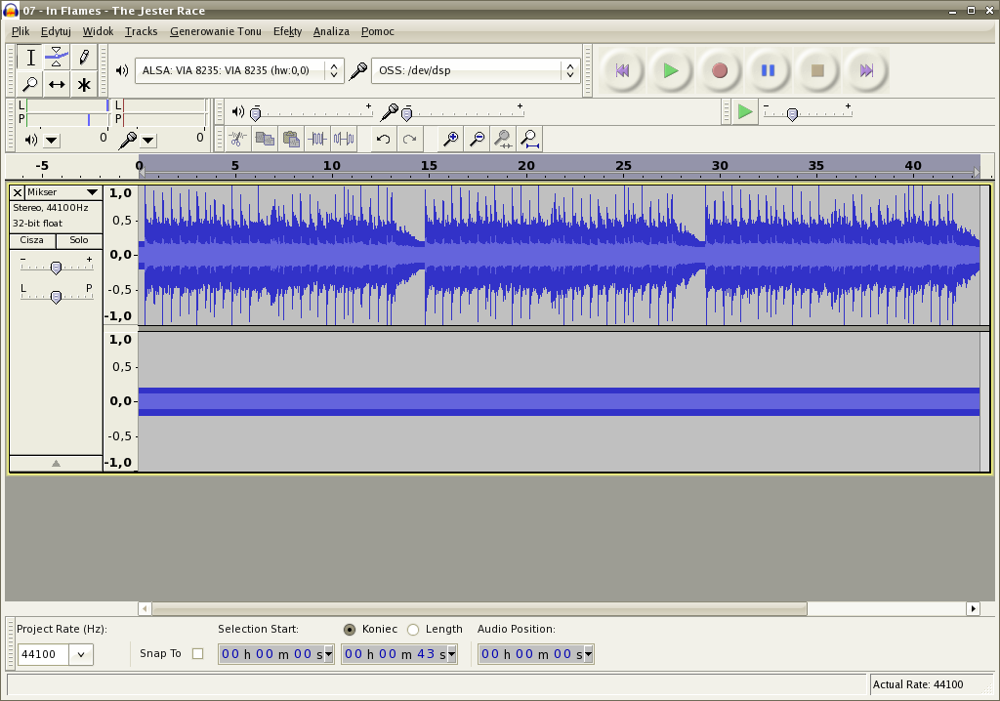 07 - In Flames - The Jester Race
Plik Edytuj Widok Tracks Generowanie Tonu Efekty Analiza Pomoc
ALSA: VIA 8235: VIA 8235 (hw:0,0) OSS: /dev/dsp
L L
P P
0 0
- + - + - +
-5 0 5 10 15 20 25 30 35 40
Mikser
Stereo, 44100Hz
32-bit float
Cisza Solo
- +
L P
1,0
0,5
0,0
-0,5
-1,0
1,0
0,5
0,0
-0,5
-1,0
Project Rate (Hz): Selection Start: Koniec Length Audio Position:
44100 Snap To 00 h 00 m 00 s 00 h 00 m 43 s 00 h 00 m 00 s
Actual Rate: 44100